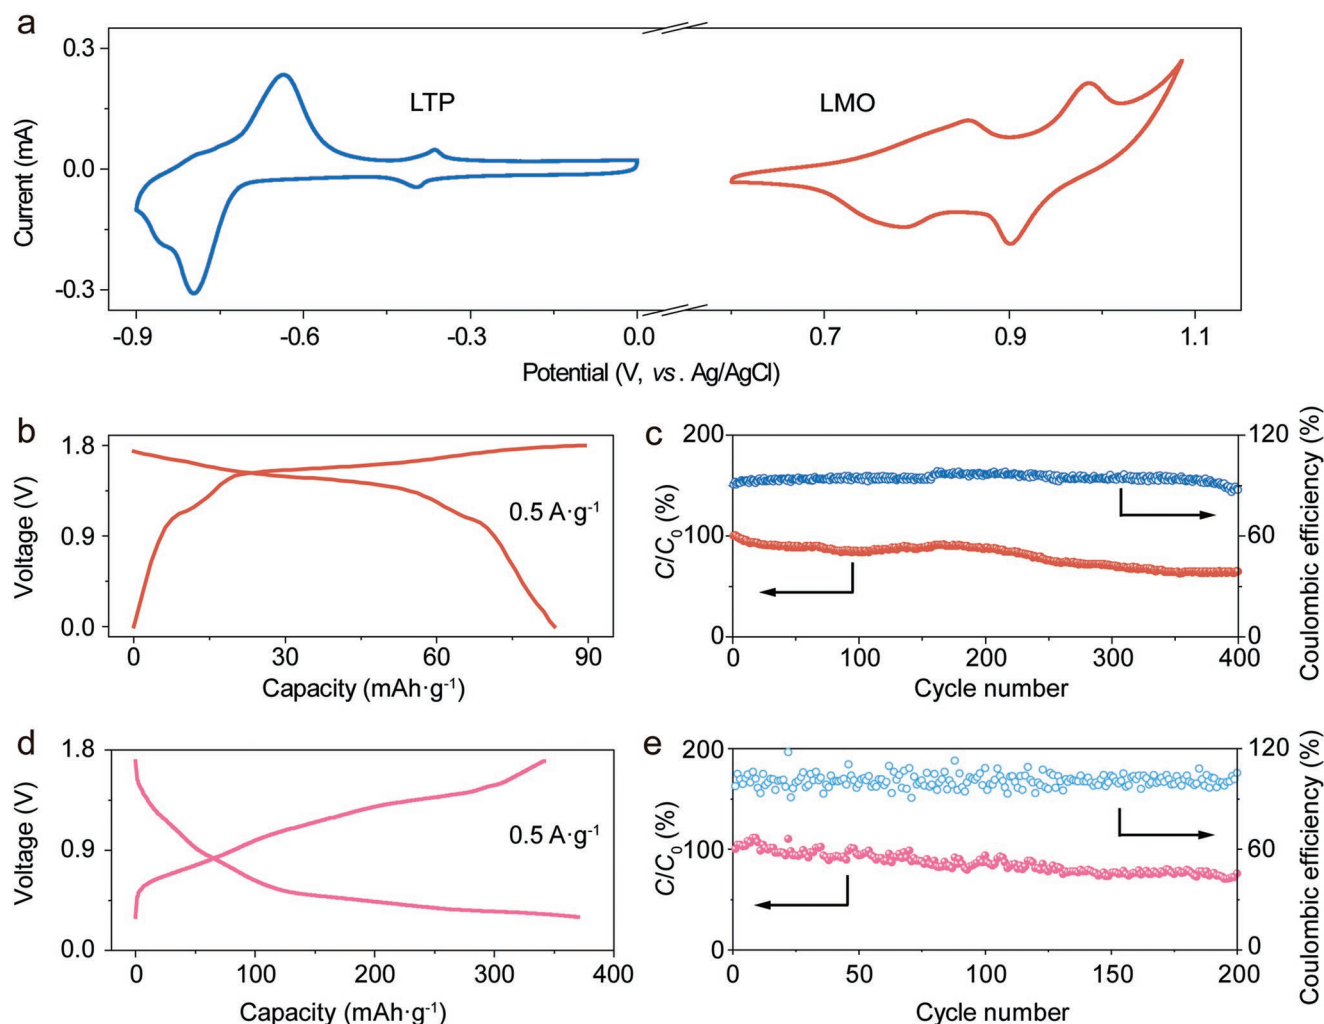 a
0.3
0.0
-0.3
Current (mA)
LTP
LMO
-0.9
-0.6
-0.3
0.0
0.7
0.9
1.1
Potential (V, vs. Ag/AgCl)
b
1.8
0.9
0.0
Voltage (V)
0.5 A·g⁻¹
0
30
60
90
Capacity (mAh·g⁻¹)
c
200
100
0
C/C₀ (%)
120
60
0
Coulombic efficiency (%)
0
100
200
300
400
Cycle number
d
1.8
0.9
0.0
Voltage (V)
0.5 A·g⁻¹
0
100
200
300
400
Capacity (mAh·g⁻¹)
e
200
100
0
C/C₀ (%)
120
60
0
Coulombic efficiency (%)
0
50
100
150
200
Cycle number